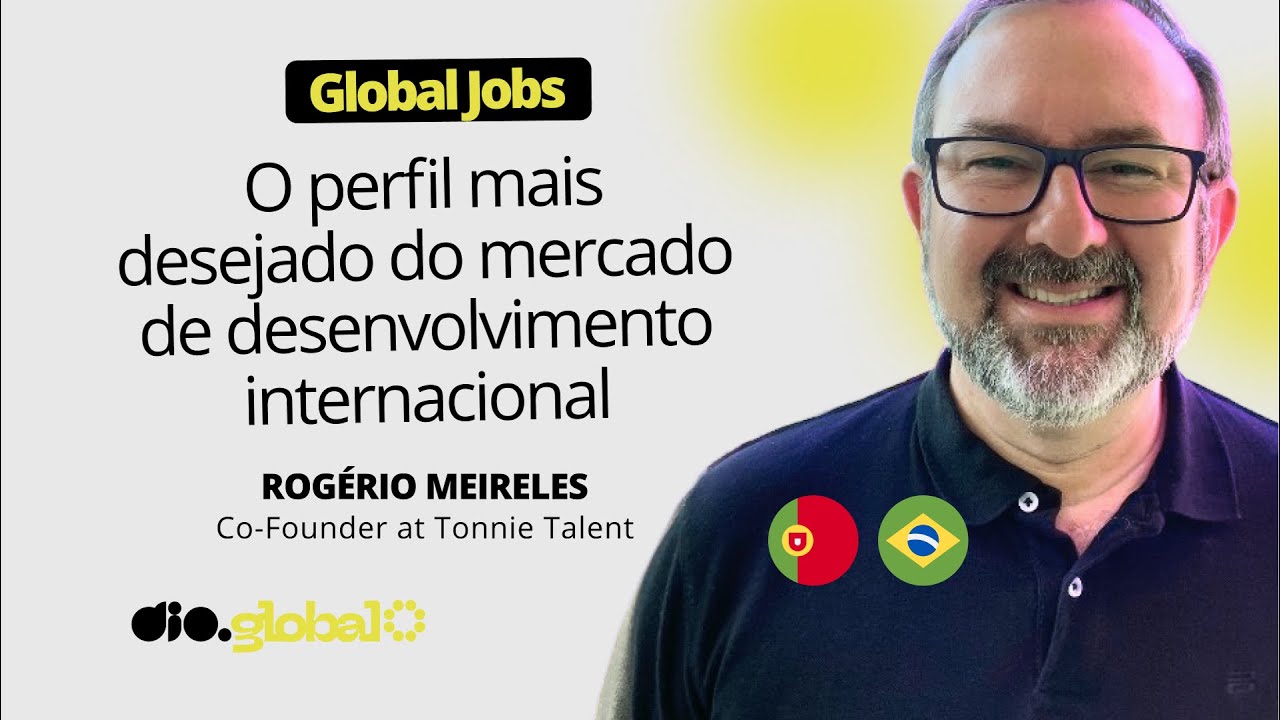 Global Jobs
O perfil mais
desejado do mercado
de desenvolvimento
internacional
ROGÉRIO MEIRELES
Co-Founder at Tonnie Talent
dio.global